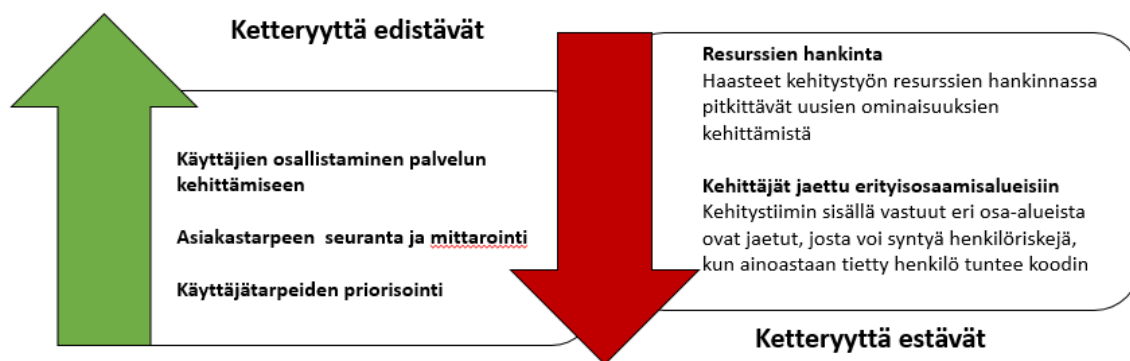 Ketteryyttä edistävät
Käyttäjien osallistaminen palvelun
kehittämiseen
Asiakastarpeen seuranta ja mittarointi
Käyttäjätarpeiden priorisointi
Resurssien hankinta
Haasteet kehitystyön resurssien hankinnassa
pitkittävät uusien ominaisuuksien
kehittämistä
Kehittäjät jaettu erityisosaamisalueisiin
Kehitystiimin sisällä vastuut eri osa-alueista
ovat jaetut, josta voi syntyä henkilöriskejä,
kun ainoastaan tietty henkilö tuntee koodin
Ketteryyttä estävät